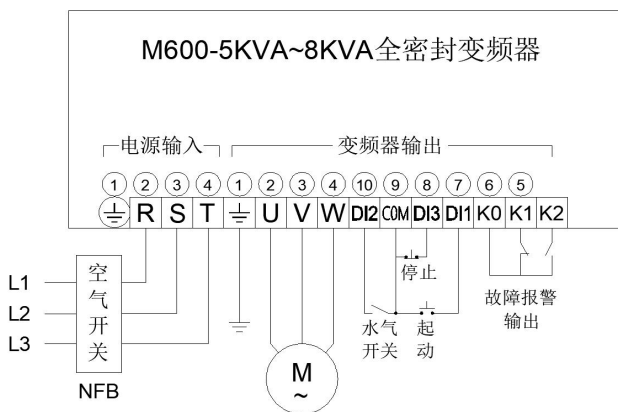 M600-5KVA~8KVA全密封变频器
电源输入 变频器输出
① ② ③ ④ ① ② ③ ④ ⑩ ⑨ ⑧ ⑦ ⑥ ⑤
R S T U V W DI2 COM DI3 DI1 K0 K1 K2
L1
L2
L3
空气开关
NFB
M
~
停止
水气
开关
起
动
故障报警
输出